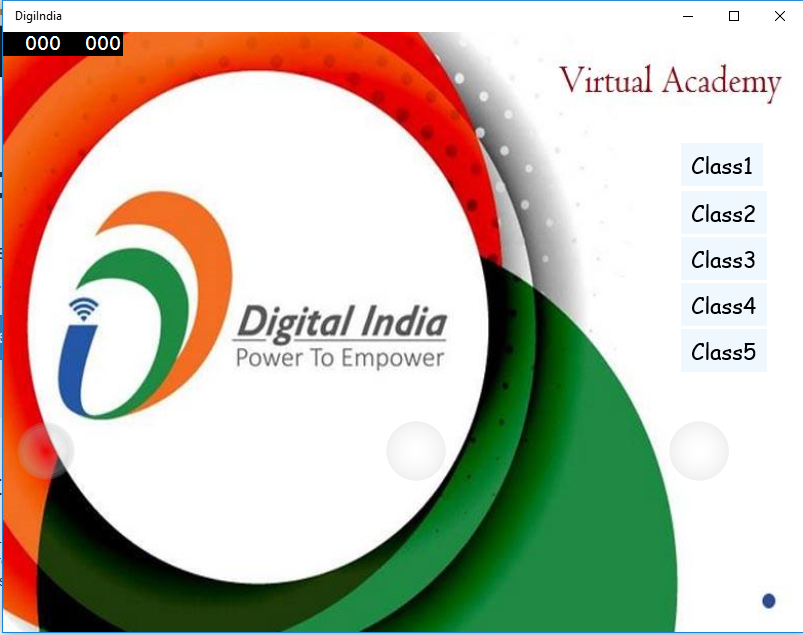 DigiIndia
000 000
Virtual Academy
Class1
Class2
Class3
Class4
Class5
Digital India
Power To Empower